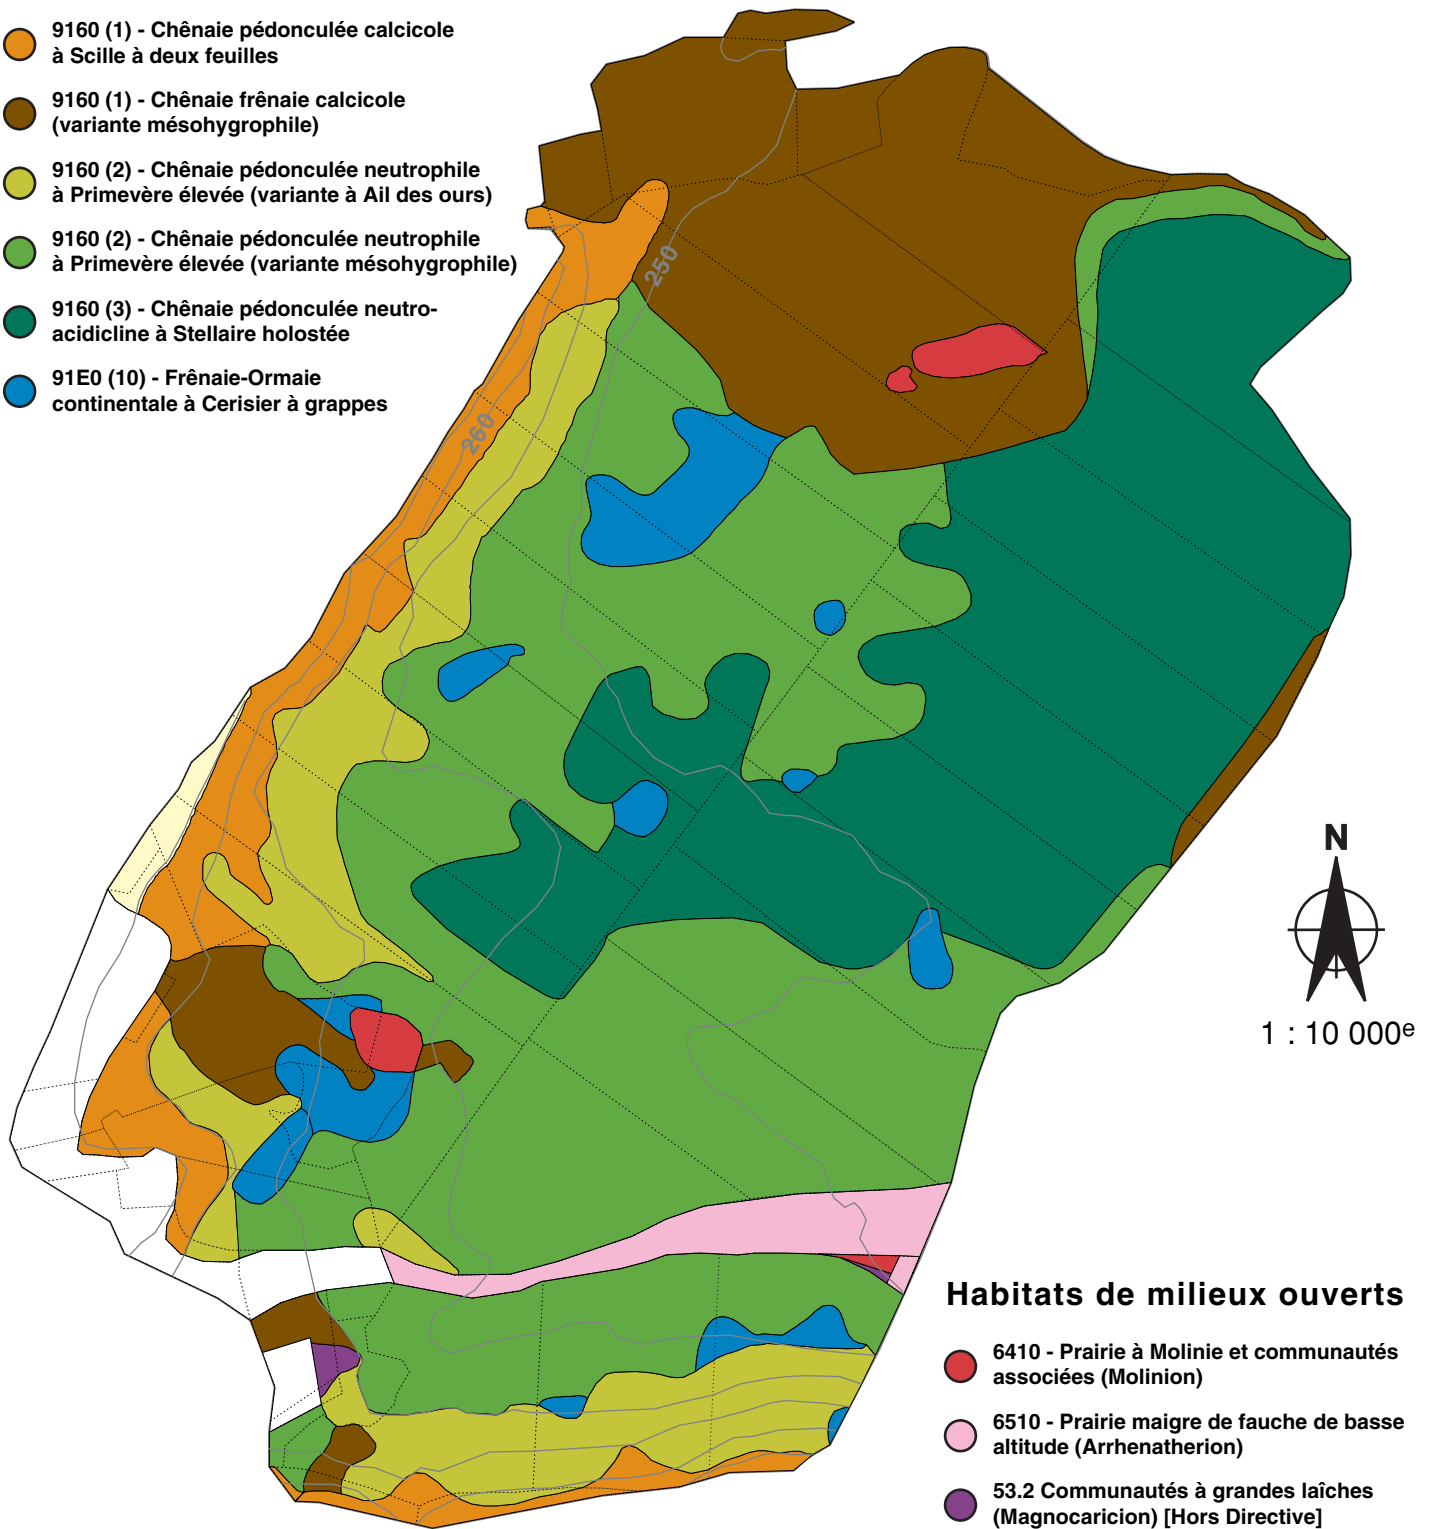 9160 (1) - Chênaie pédonculée calcicole
à Scille à deux feuilles
9160 (1) - Chênaie frênaie calcicole
(variante mésohygrophile)
9160 (2) - Chênaie pédonculée neutrophile
à Primevère élevée (variante à Ail des ours)
9160 (2) - Chênaie pédonculée neutrophile
à Primevère élevée (variante mésohygrophile)
9160 (3) - Chênaie pédonculée neutro-
acidicline à Stellaire holostée
91E0 (10) - Frênaie-Ormaie
continentale à Cerisier à grappes
250
260
N
1 : 10 000e
Habitats de milieux ouverts
6410 - Prairie à Molinie et communautés
associées (Molinion)
6510 - Prairie maigre de fauche de basse
altitude (Arrhenatherion)
53.2 Communautés à grandes laîches
(Magnocaricion) [Hors Directive]